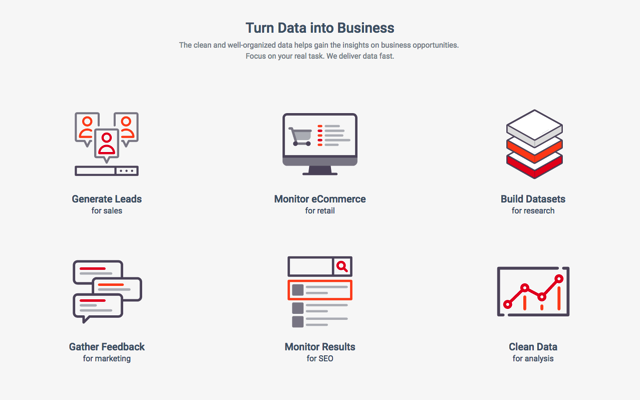 Turn Data into Business
The clean and well-organized data helps gain the insights on business opportunities.
Focus on your real task. We deliver data fast.
Generate Leads
for sales
Monitor eCommerce
for retail
Build Datasets
for research
Gather Feedback
for marketing
Monitor Results
for SEO
Clean Data
for analysis